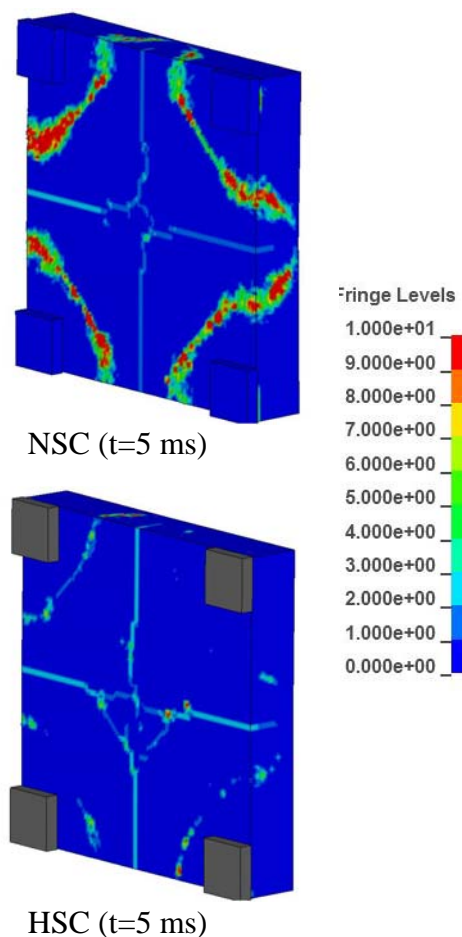 NSC (t=5 ms)
Fringe Levels
1.000e+01
9.000e+00
8.000e+00
7.000e+00
6.000e+00
5.000e+00
4.000e+00
3.000e+00
2.000e+00
1.000e+00
0.000e+00
HSC (t=5 ms)